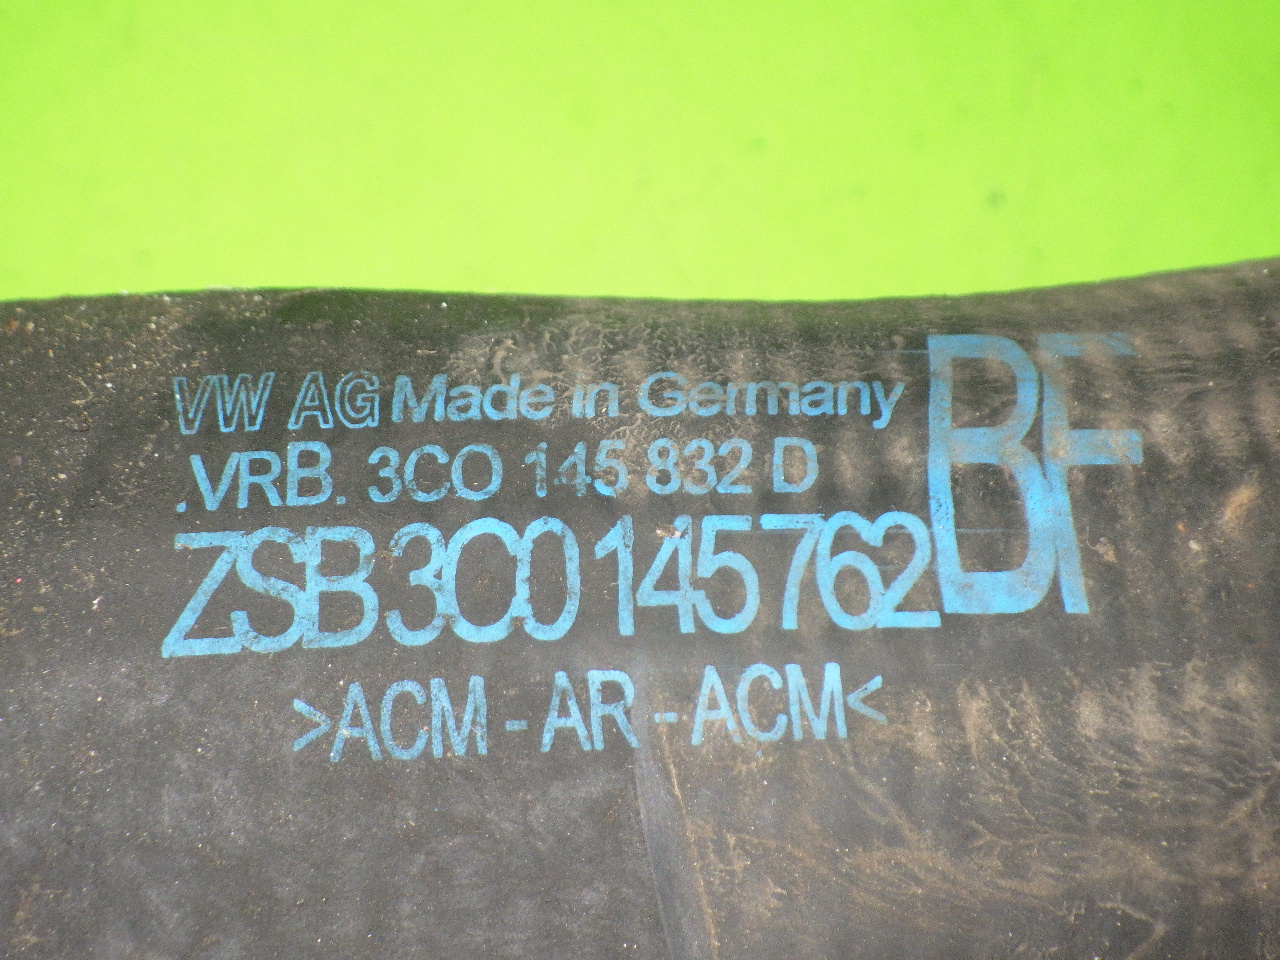 VW AG Made in Germany
.VRB. 3C0 145 832 D
ZSB 3C0 145 762 BF
>ACM - AR - ACM<